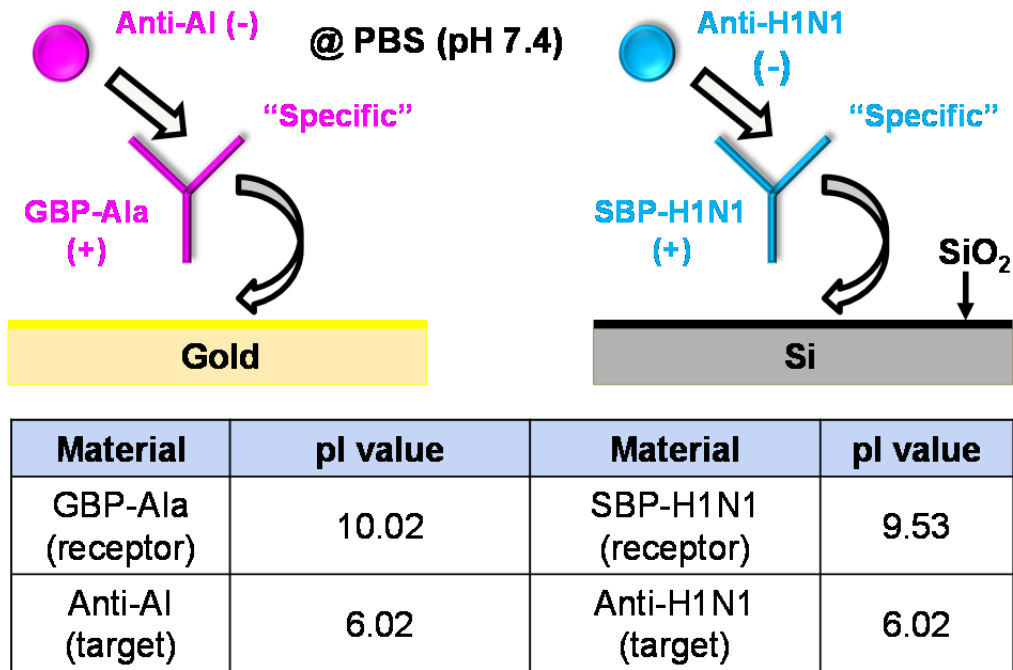 Anti-AI (-)
@ PBS (pH 7.4)
Anti-H1N1
(-)
"Specific"
"Specific"
GBP-AIa
(+)
SBP-H1N1
(+)
SiO₂
Gold
Si
Material pI value Material pI value
GBP-AIa
(receptor)
10.02
SBP-H1N1
(receptor)
9.53
Anti-AI
(target)
6.02
Anti-H1N1
(target)
6.02